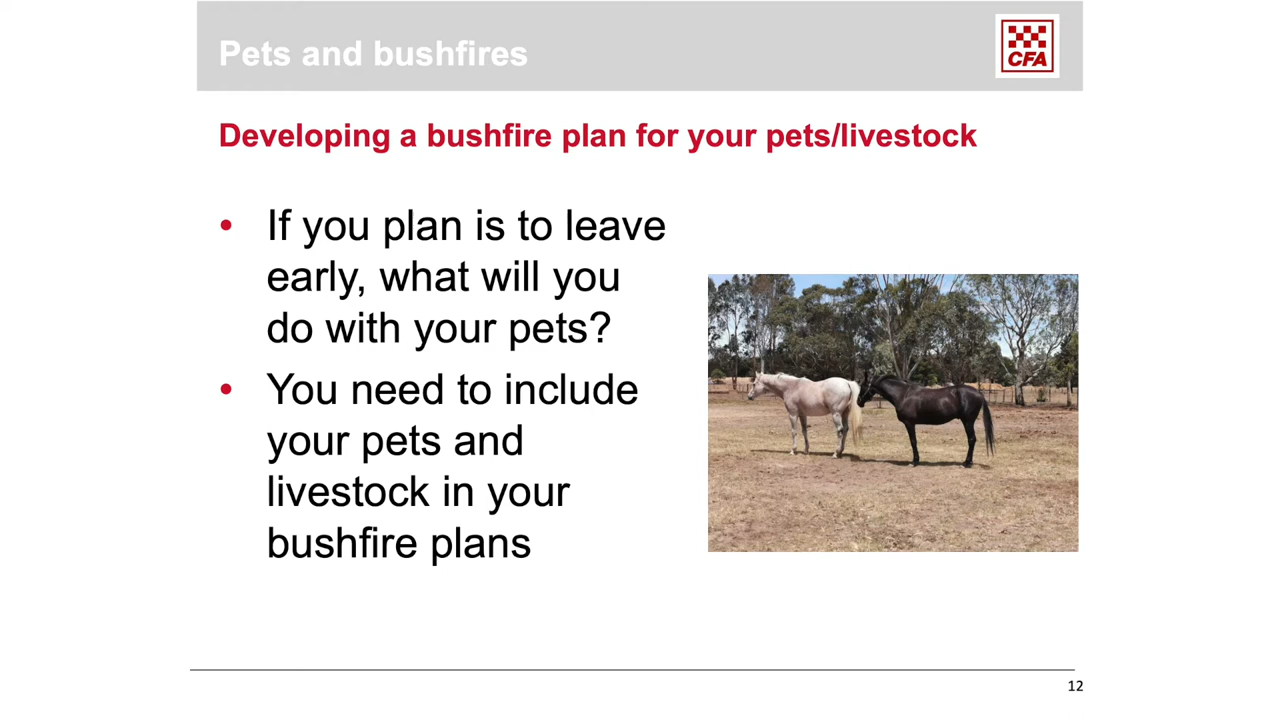 Pets and bushfires
CFA
Developing a bushfire plan for your pets/livestock
• If you plan is to leave
early, what will you
do with your pets?
• You need to include
your pets and
livestock in your
bushfire plans
12